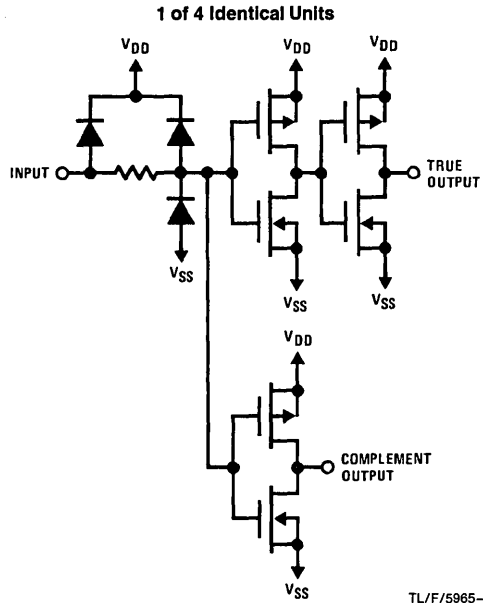 1 of 4 Identical Units
VDD
VDD
VDD
INPUT
TRUE
OUTPUT
VSS
VSS
VSS
VDD
COMPLEMENT
OUTPUT
VSS
TL/F/5965–